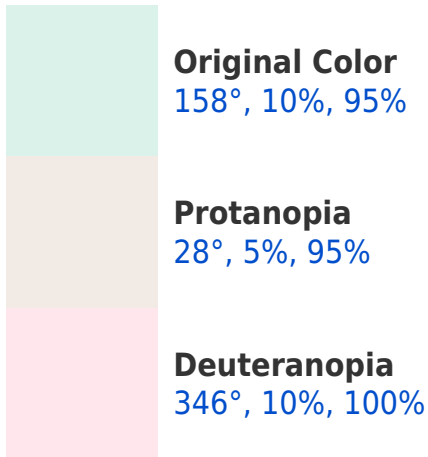 Original Color
158°, 10%, 95%
Protanopia
28°, 5%, 95%
Deuteranopia
346°, 10%, 100%